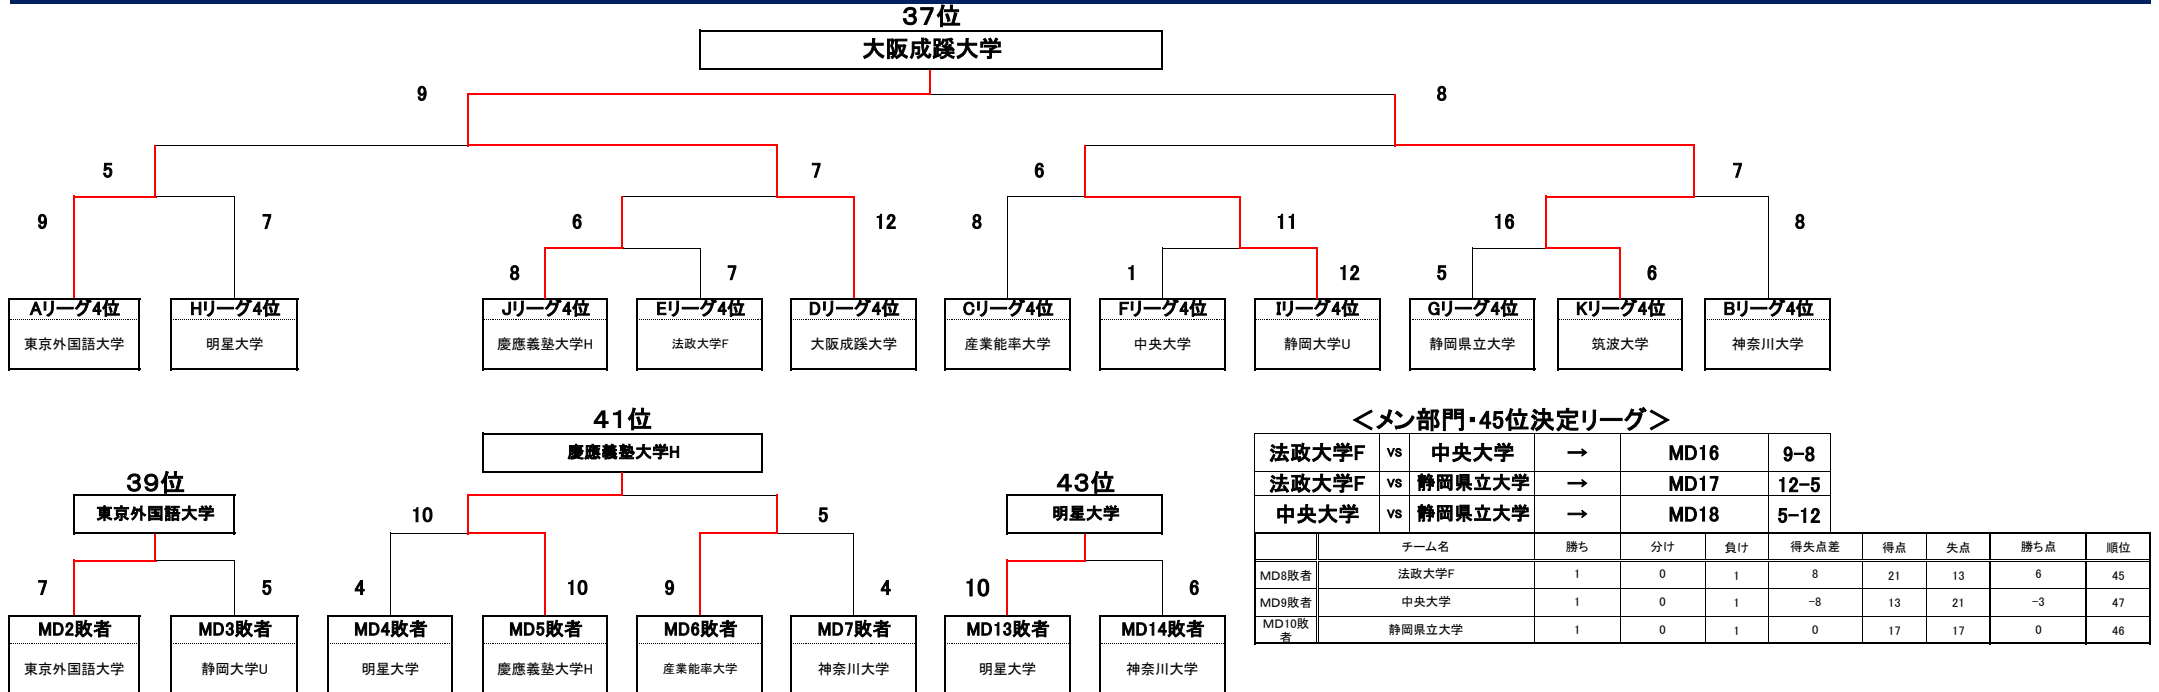 37位
大阪成蹊大学
9 8
5 7 6 7
9 7 6 12 8 11 16 8
8 7 1 12 5 6
Aリーグ4位 Hリーグ4位 Jリーグ4位 Eリーグ4位 Dリーグ4位 Cリーグ4位 Fリーグ4位 Iリーグ4位 Gリーグ4位 Kリーグ4位 Bリーグ4位
東京外国語大学 明星大学 慶應義塾大学H 法政大学F 大阪成蹊大学 産業能率大学 中央大学 静岡大学U 静岡県立大学 筑波大学 神奈川大学
41位
慶應義塾大学H
39位
東京外国語大学
43位
明星大学
10 5
7 5 4 10 9 4 10 6
MD2敗者 MD3敗者 MD4敗者 MD5敗者 MD6敗者 MD7敗者 MD13敗者 MD14敗者
東京外国語大学 静岡大学U 明星大学 慶應義塾大学H 産業能率大学 神奈川大学 明星大学 神奈川大学
＜メン部門・45位決定リーグ＞
法政大学F vs 中央大学 → MD16 9-8
法政大学F vs 静岡県立大学 → MD17 12-5
中央大学 vs 静岡県立大学 → MD18 5-12
チーム名 勝ち 分け 負け 得失点差 得点 失点 勝ち点 順位
MD8敗者 法政大学F 1 0 1 8 21 13 6 45
MD9敗者 中央大学 1 0 1 -8 13 21 -3 47
MD10敗者 静岡県立大学 1 0 1 0 17 17 0 46